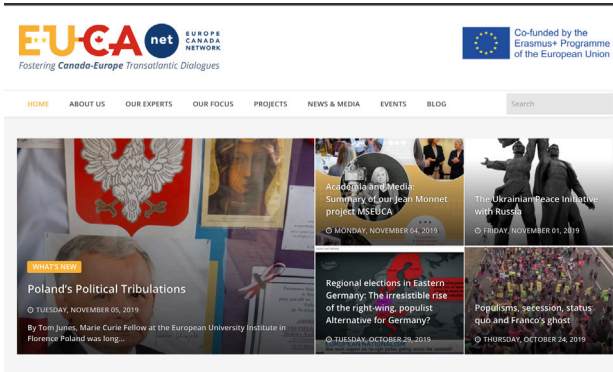 EU-CA net
EUROPE
CANADA
NETWORK
Fostering Canada-Europe Transatlantic Dialogues
Co-funded by the
Erasmus+ Programme
of the European Union
HOME ABOUT US OUR EXPERTS OUR FOCUS PROJECTS NEWS & MEDIA EVENTS BLOG Search
WHAT'S NEW
Poland's Political Tribulations
TUESDAY, NOVEMBER 05, 2019
By Tom Junes, Marie Curie Fellow at the European University Institute in
Florence Poland was long...
Academia and Media:
Summary of our Jean Monnet
project MSEUCA
MONDAY, NOVEMBER 04, 2019
The Ukrainian Peace Initiative
with Russia
FRIDAY, NOVEMBER 01, 2019
Regional elections in Eastern
Germany: The irresistible rise
of the right-wing, populist
Alternative for Germany?
TUESDAY, OCTOBER 29, 2019
Populisms, secession, status
quo and Franco's ghost
THURSDAY, OCTOBER 24, 2019